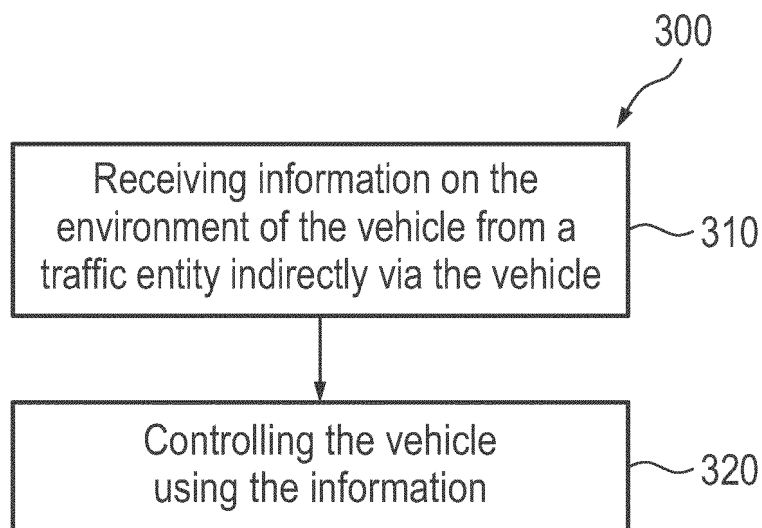 300
Receiving information on the
environment of the vehicle from a
traffic entity indirectly via the vehicle
310
Controlling the vehicle
using the information
320